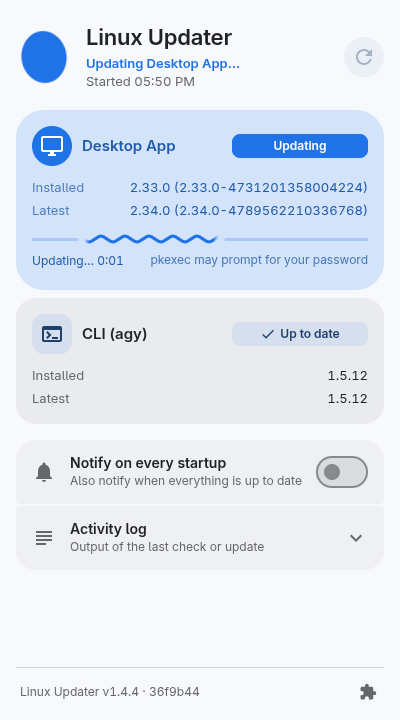 Linux Updater
Updating Desktop App...
Started 05:50 PM
Desktop App
Updating
Installed 2.33.0 (2.33.0-4731201358004224)
Latest 2.34.0 (2.34.0-4789562210336768)
Updating... 0:01 pkexec may prompt for your password
CLI (agy)
Up to date
Installed 1.5.12
Latest 1.5.12
Notify on every startup
Also notify when everything is up to date
Activity log
Output of the last check or update
Linux Updater v1.4.4 · 36f9b44